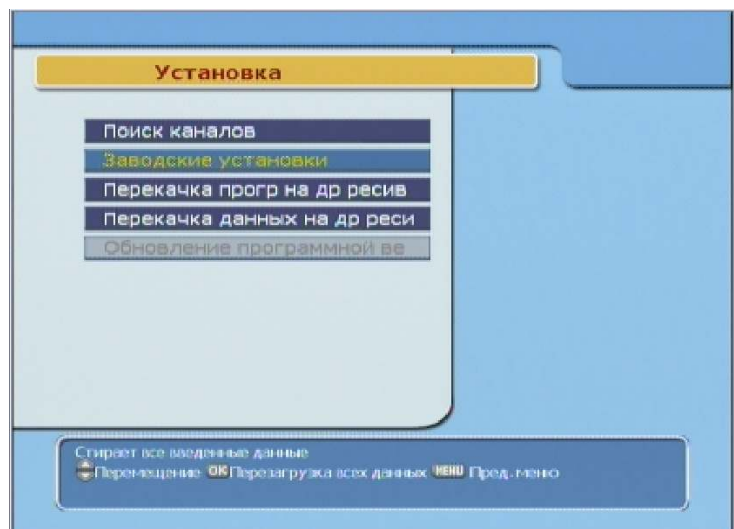 Установка
Поиск каналов
Заводские установки
Перекачка прогр на др ресив
Перекачка данных на др реси
Обновление программной ве
Стирает все введенные данные
Перемещение OK Перезагрузка всех данных MENU Пред. меню